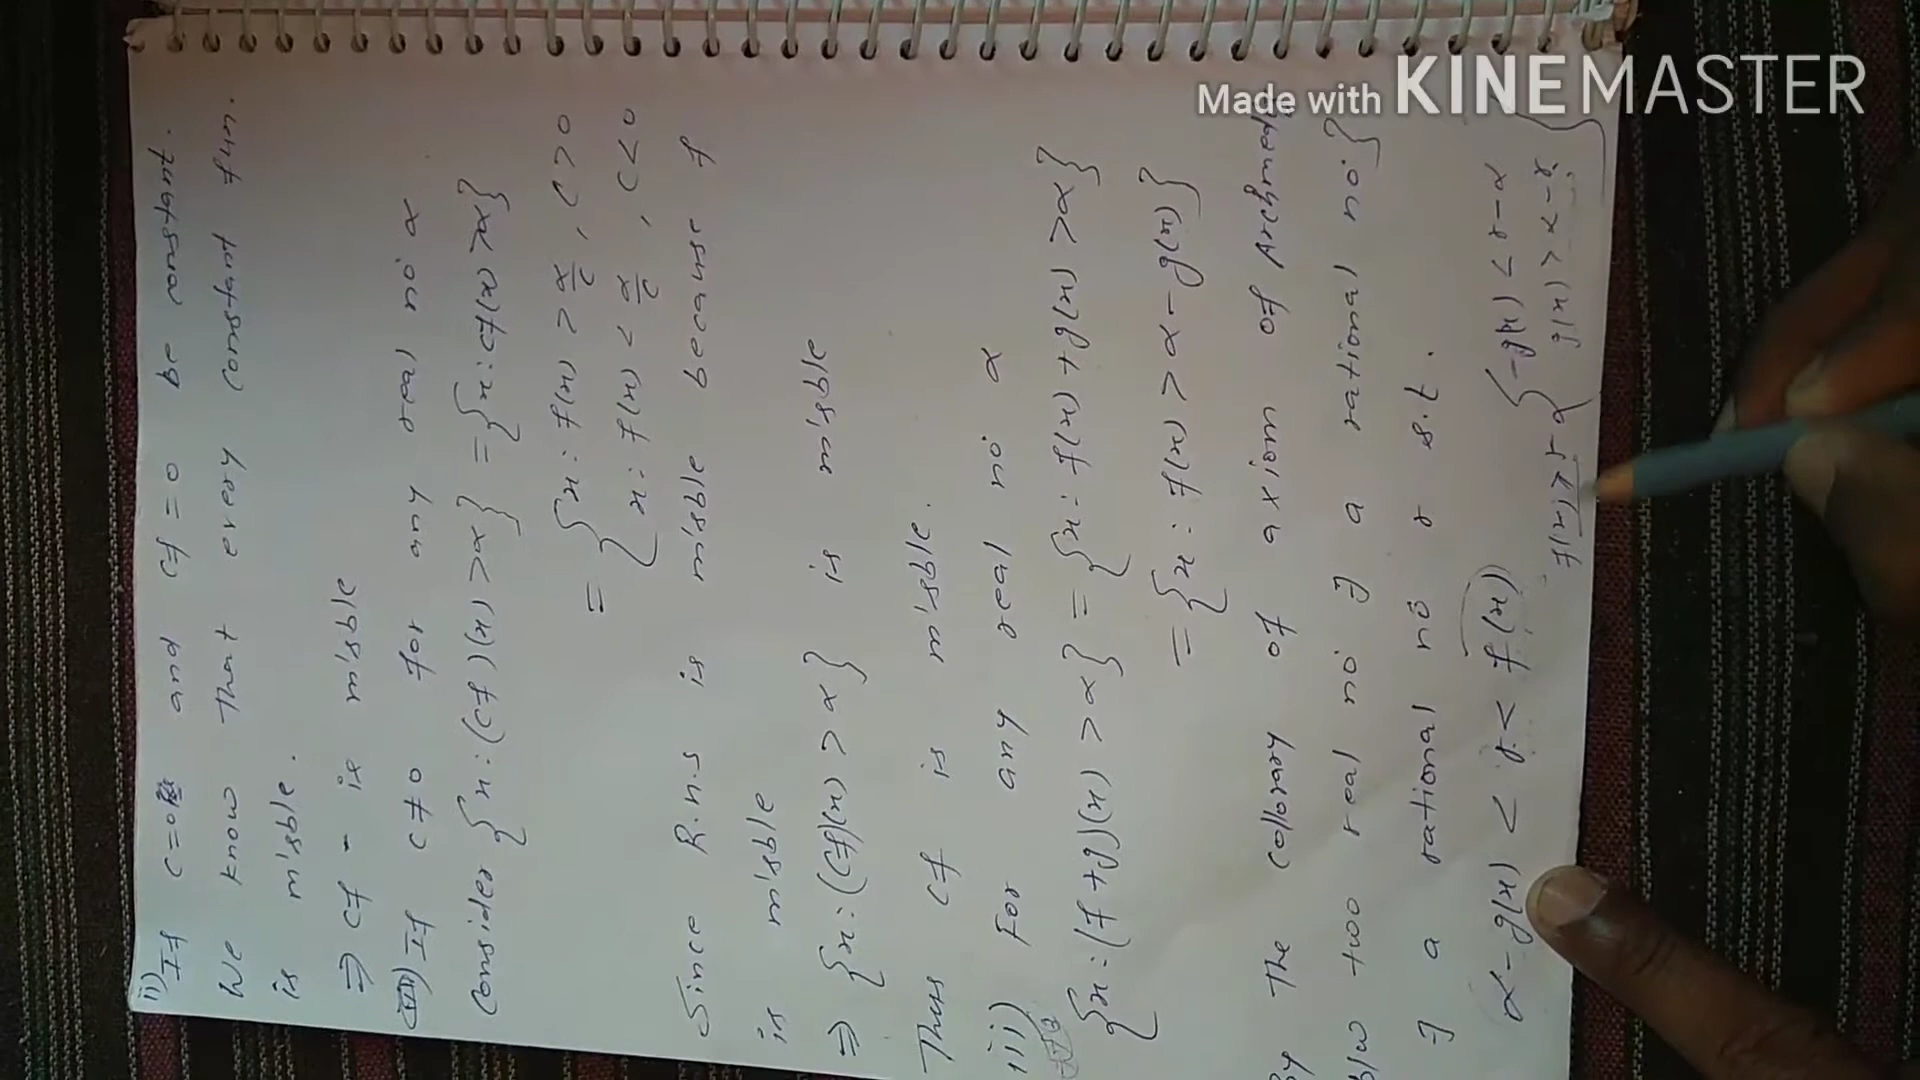 Made with KINEMASTER
ii) If c=0 and cf = 0 be constant.
We know that every constant fun.
is m'sble.
⇒ cf - is m'sble
If c≠0 for any real no α
Consider {x : (cf)(x) > α} = {x : cf(x) > α}
= {x : f(x) > α/c , c > 0
x : f(x) < α/c , c < 0
Since R.h.s is m'sble because f
is m'sble
⇒ {x : (cf)(x) > α} is m'sble
Thus cf is m'sble.
iii) For any real no α
{x : (f+g)(x) > α} = {x : f(x) + g(x) > α}
= {x : f(x) > α - g(x)}
By the collorary of axiom of Archymed
b/w two real no ∃ a rational no.}
∃ a rational no r s.t.
α - g(x) < r < f(x)
f(x) > r
{-g(x) < r - α
g(x) > α - r